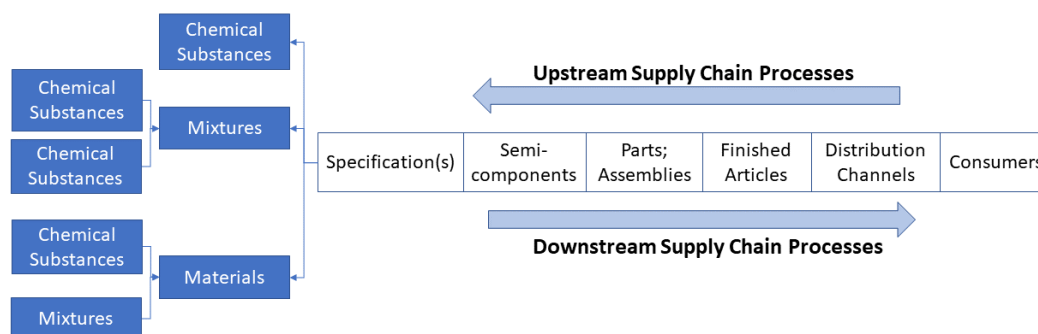 Chemical
Substances
Chemical
Substances
Mixtures
Chemical
Substances
Chemical
Substances
Materials
Mixtures
Upstream Supply Chain Processes
Specification(s)
Semi-
components
Parts;
Assemblies
Finished
Articles
Distribution
Channels
Consumers
Downstream Supply Chain Processes